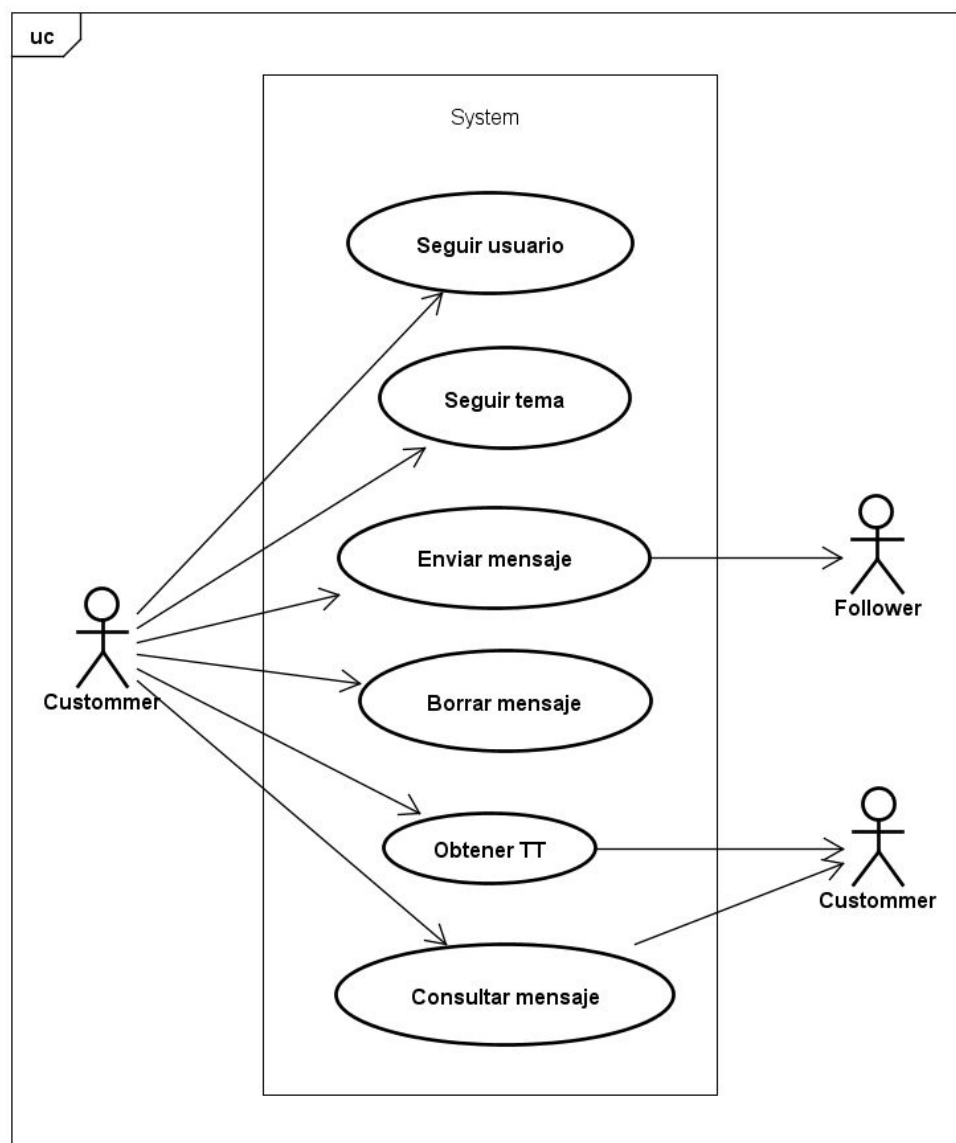 uc
System
Seguir usuario
Seguir tema
Enviar mensaje
Follower
Custommer
Borrar mensaje
Obtener TT
Custommer
Consultar mensaje